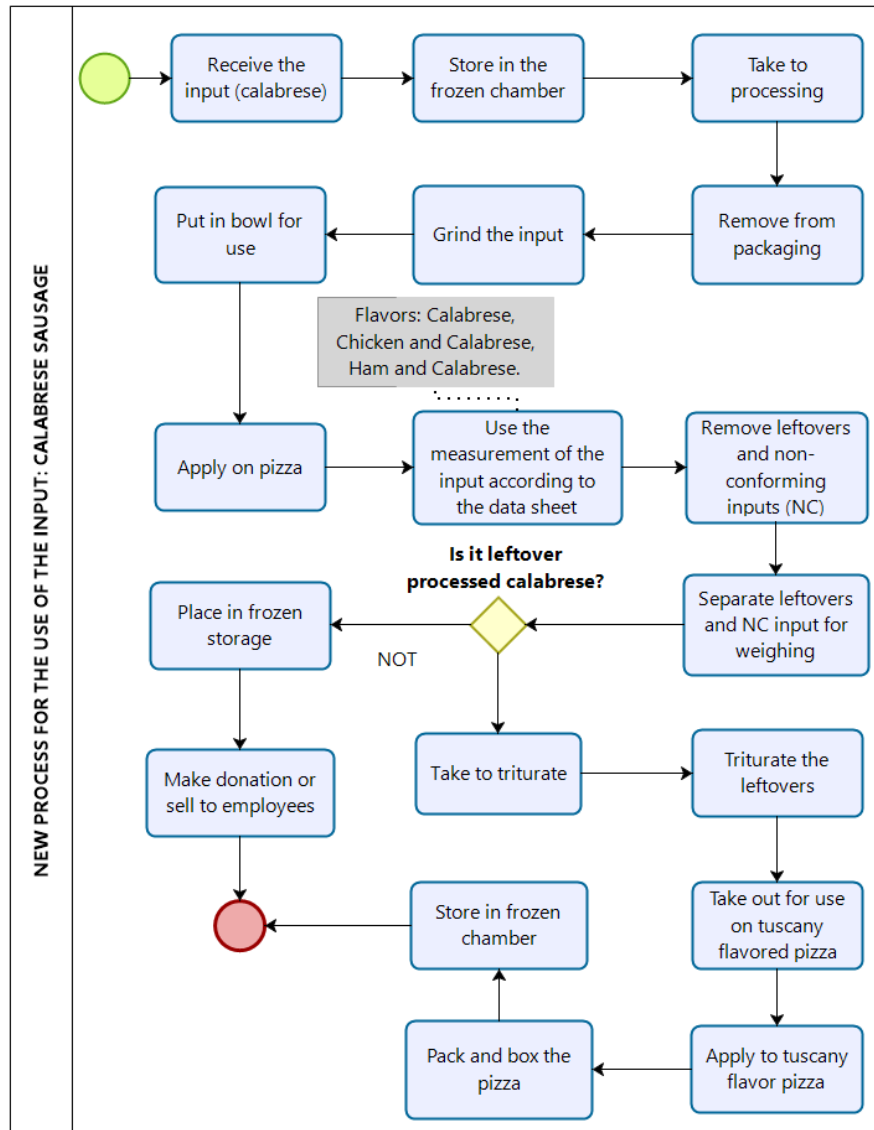 NEW PROCESS FOR THE USE OF THE INPUT: CALABRESE SAUSAGE
Receive the
input (calabrese)
Store in the
frozen chamber
Take to
processing
Remove from
packaging
Grind the input
Put in bowl for
use
Flavors: Calabrese,
Chicken and Calabrese,
Ham and Calabrese.
Apply on pizza
Use the
measurement of the
input according to
the data sheet
Remove leftovers
and non-
conforming
inputs (NC)
Separate leftovers
and NC input for
weighing
Is it leftover
processed calabrese?
NOT
Place in frozen
storage
Make donation or
sell to employees
Take to triturate
Triturate the
leftovers
Take out for use
on tuscany
flavored pizza
Apply to tuscany
flavor pizza
Pack and box the
pizza
Store in frozen
chamber